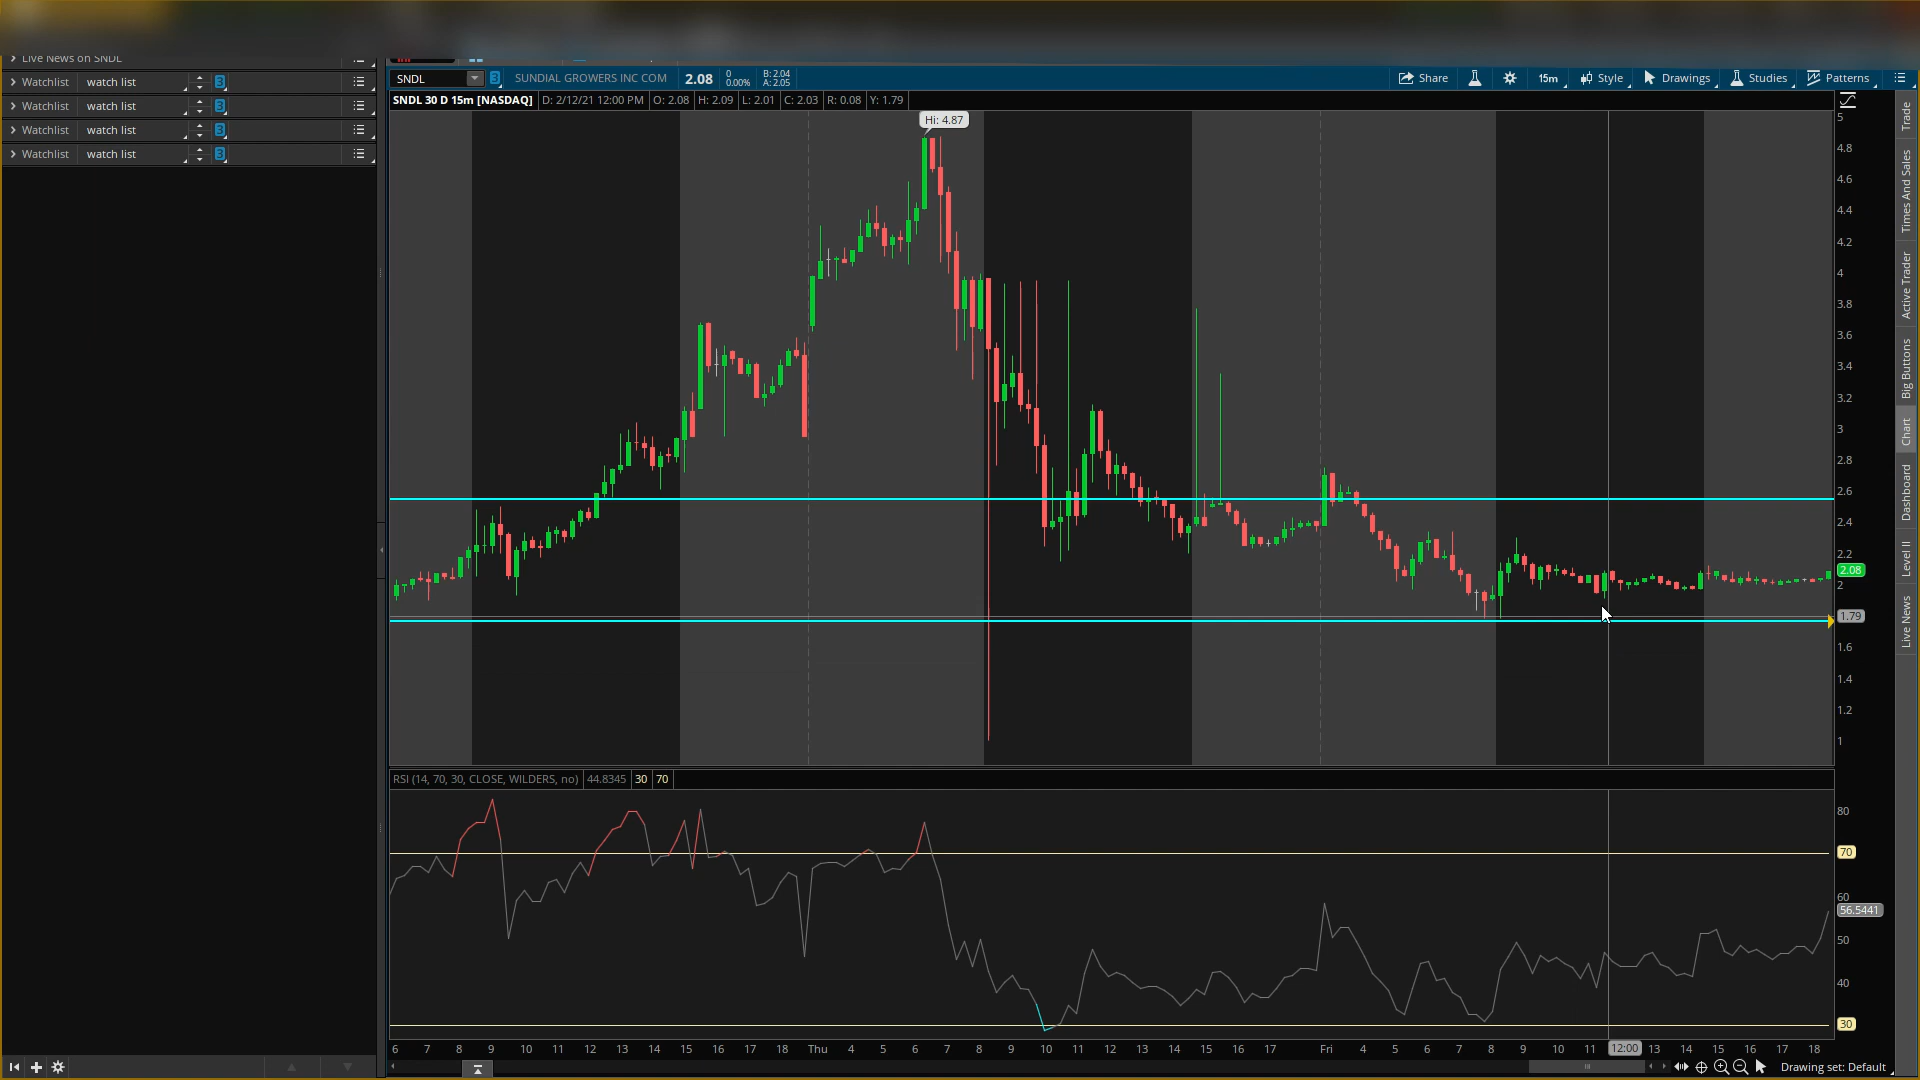 Live News on SNDL
Watchlist watch list 3
Watchlist watch list 3
Watchlist watch list 3
Watchlist watch list 3
SNDL 3 SUNDIAL GROWERS INC COM 2.08 0 0.00% B: 2.04 A: 2.05 Share 15m Style Drawings Studies Patterns
SNDL 30 D 15m [NASDAQ] D: 2/12/21 12:00 PM O: 2.08 H: 2.09 L: 2.01 C: 2.03 R: 0.08 Y: 1.79
Hi: 4.87
5
4.8
4.6
4.4
4.2
4
3.8
3.6
3.4
3.2
3
2.8
2.6
2.4
2.2
2.08
2
1.79
1.6
1.4
1.2
1
Trade
Times And Sales
Active Trader
Big Buttons
Chart
Dashboard
Level II
Live News
RSI (14, 70, 30, CLOSE, WILDERS, no) 44.8345 30 70
80
70
60
56.5441
50
40
30
6 7 8 9 10 11 12 13 14 15 16 17 18 Thu 4 5 6 7 8 9 10 11 12 13 14 15 16 17 Fri 4 5 6 7 8 9 10 11 12:00 13 14 15 16 17 18
Drawing set: Default